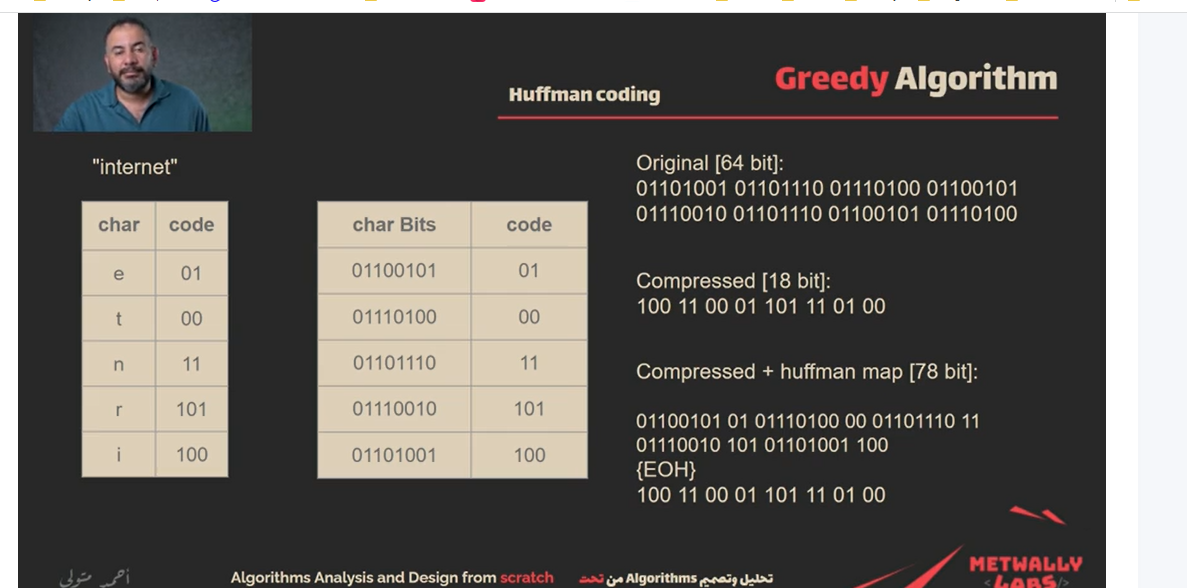 Greedy Algorithm
Huffman coding
"internet"
char code
e 01
t 00
n 11
r 101
i 100
char Bits code
01100101 01
01110100 00
01101110 11
01110010 101
01101001 100
Original [64 bit]:
01101001 01101110 01110100 01100101
01110010 01101110 01100101 01110100
Compressed [18 bit]:
100 11 00 01 101 11 01 00
Compressed + huffman map [78 bit]:
01100101 01 01110100 00 01101110 11
01110010 101 01101001 100
{EOH}
100 11 00 01 101 11 01 00
أحمد متولي
Algorithms Analysis and Design from scratch
تحليل وتصميم Algorithms من تحت
METWALLY
<LABS/>